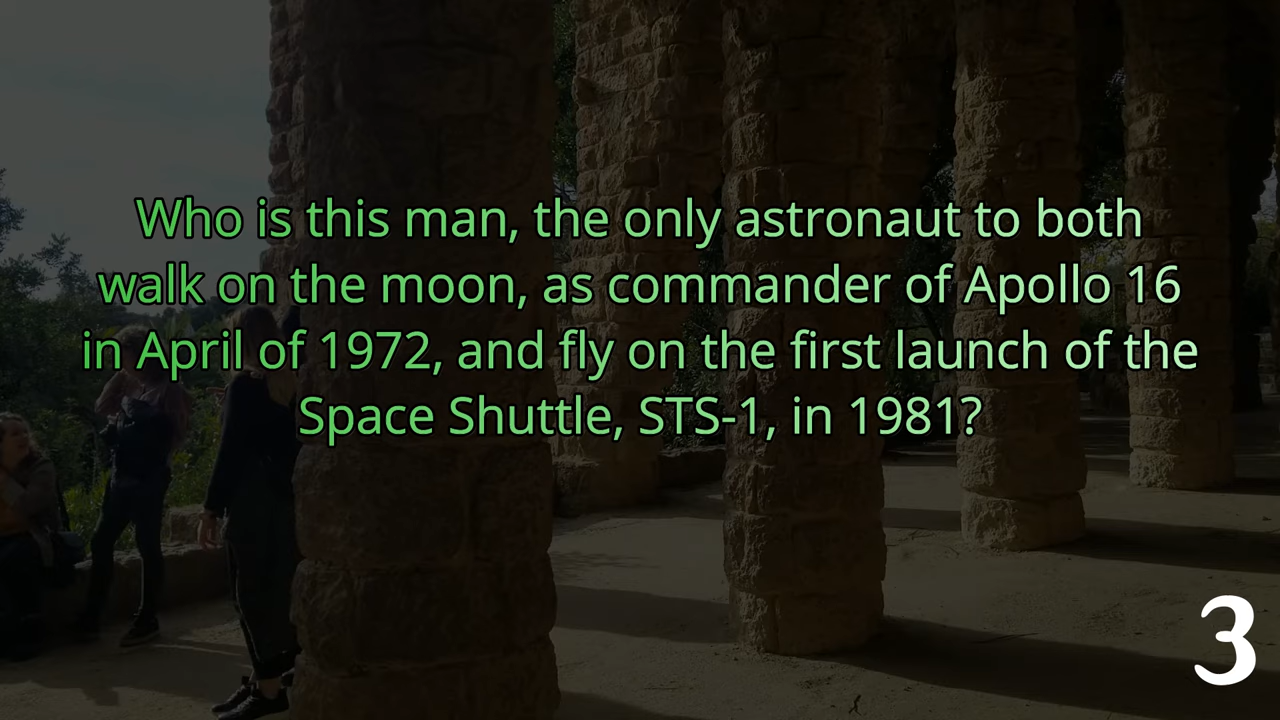 Who is this man, the only astronaut to both
walk on the moon, as commander of Apollo 16
in April of 1972, and fly on the first launch of the
Space Shuttle, STS-1, in 1981?
3